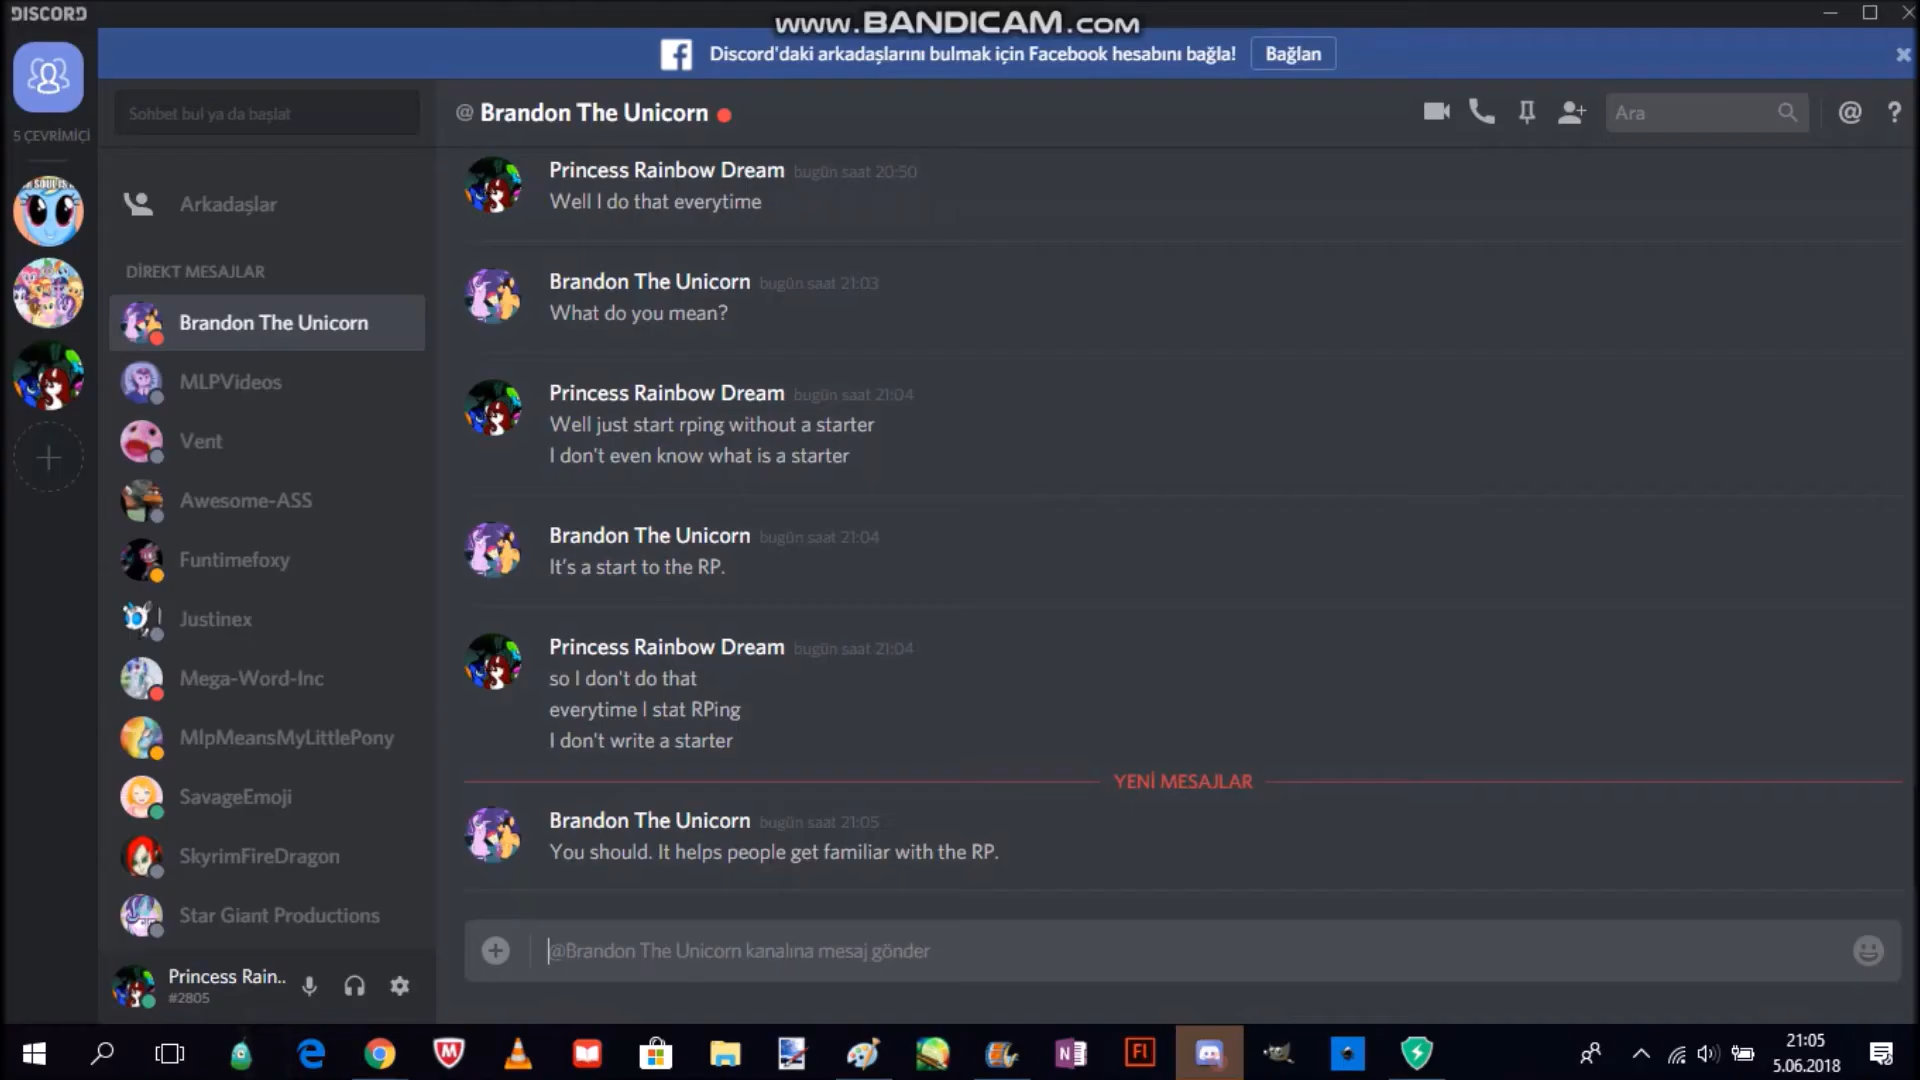 DISCORD
www.BANDICAM.com
Discord'daki arkadaşlarını bulmak için Facebook hesabını bağla!
Bağlan
5 ÇEVRİMİÇİ
Sohbet bul ya da başlat
@ Brandon The Unicorn
Ara
Arkadaşlar
DİREKT MESAJLAR
Brandon The Unicorn
MLPVideos
Vent
Awesome-ASS
Funtimefoxy
Justinex
Mega-Word-Inc
MlpMeansMyLittlePony
SavageEmoji
SkyrimFireDragon
Star Giant Productions
Princess Rain..
#2805
Princess Rainbow Dream bugün saat 20:50
Well I do that everytime
Brandon The Unicorn bugün saat 21:03
What do you mean?
Princess Rainbow Dream bugün saat 21:04
Well just start rping without a starter
I don't even know what is a starter
Brandon The Unicorn bugün saat 21:04
It's a start to the RP.
Princess Rainbow Dream bugün saat 21:04
so I don't do that
everytime I stat RPing
I don't write a starter
YENİ MESAJLAR
Brandon The Unicorn bugün saat 21:05
You should. It helps people get familiar with the RP.
@Brandon The Unicorn kanalına mesaj gönder
21:05
5.06.2018